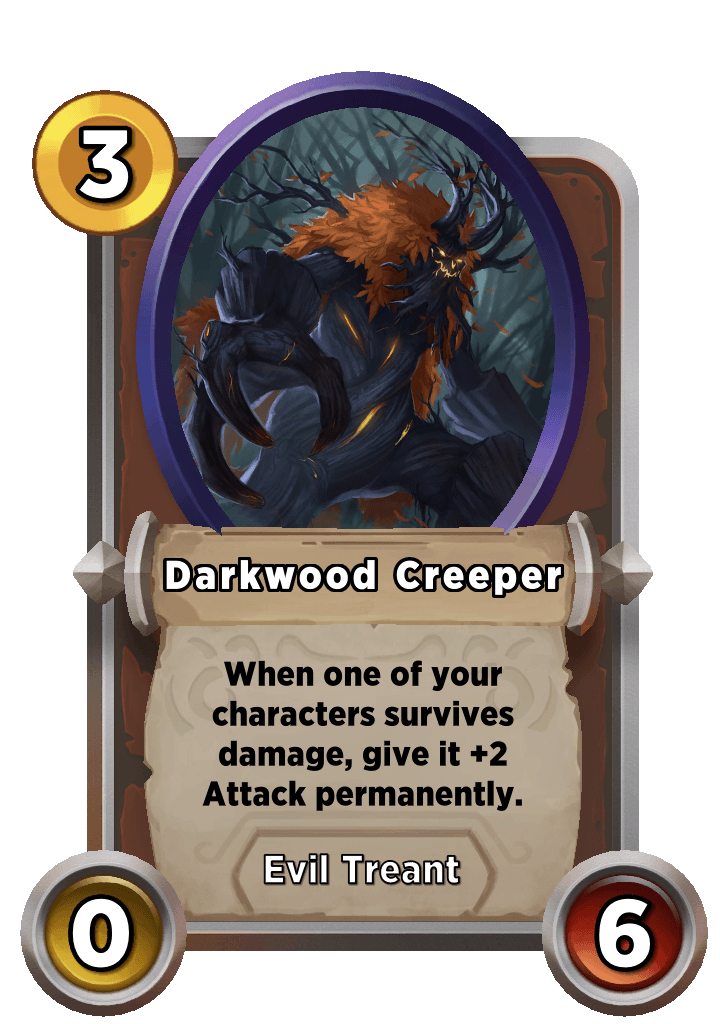 3
Darkwood Creeper
When one of your
characters survives
damage, give it +2
Attack permanently.
Evil Treant
0
6